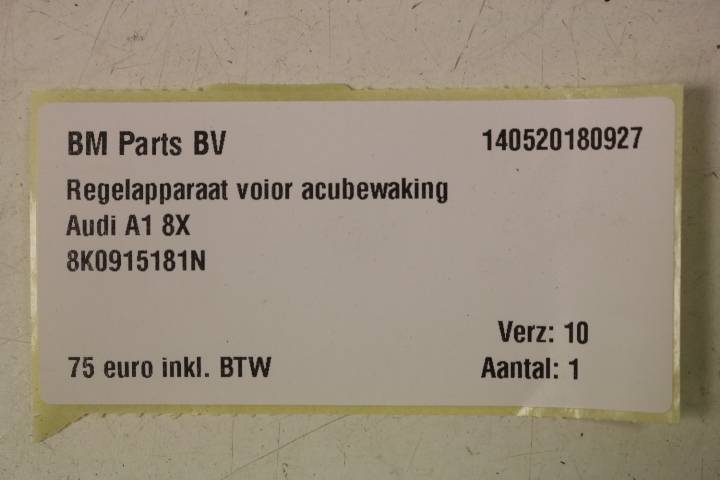 BM Parts BV 140520180927
Regelapparaat voior acubewaking
Audi A1 8X
8K0915181N
Verz: 10
75 euro inkl. BTW Aantal: 1